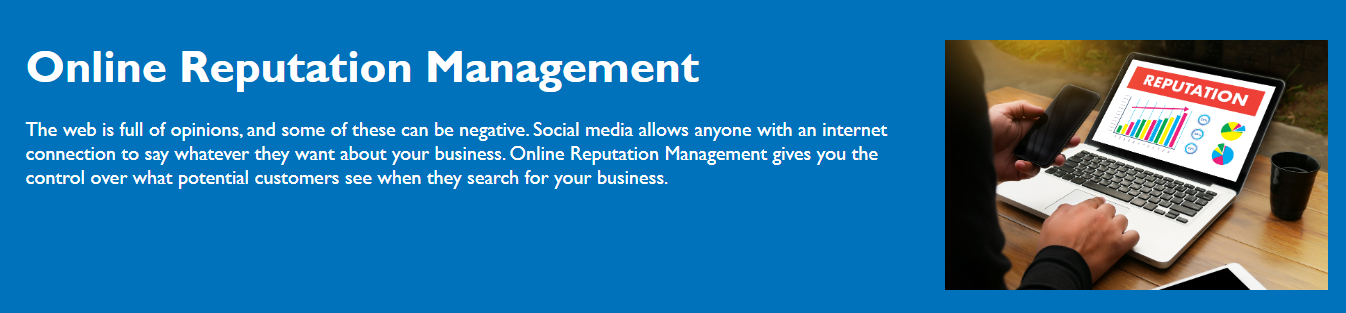 Online Reputation Management
The web is full of opinions, and some of these can be negative. Social media allows anyone with an internet
connection to say whatever they want about your business. Online Reputation Management gives you the
control over what potential customers see when they search for your business.
REPUTATION